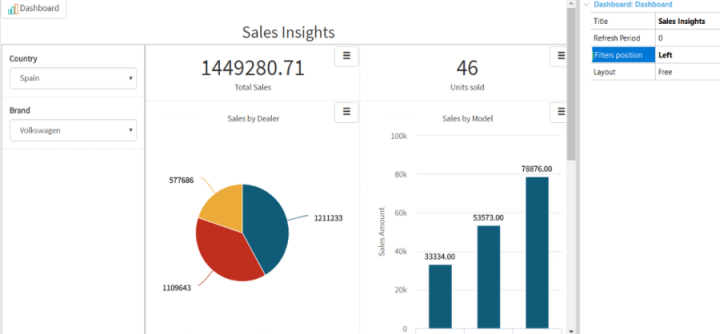 Dashboard
Sales Insights
Country
Spain
Brand
Volkswagen
1449280.71
Total Sales
46
Units sold
Sales by Dealer
577686
1211233
1109643
Sales by Model
100k
80k
60k
40k
20k
0
Sales Amount
33334.00
53573.00
78876.00
Dashboard: Dashboard
Title Sales Insights
Refresh Period 0
Filters position Left
Layout Free